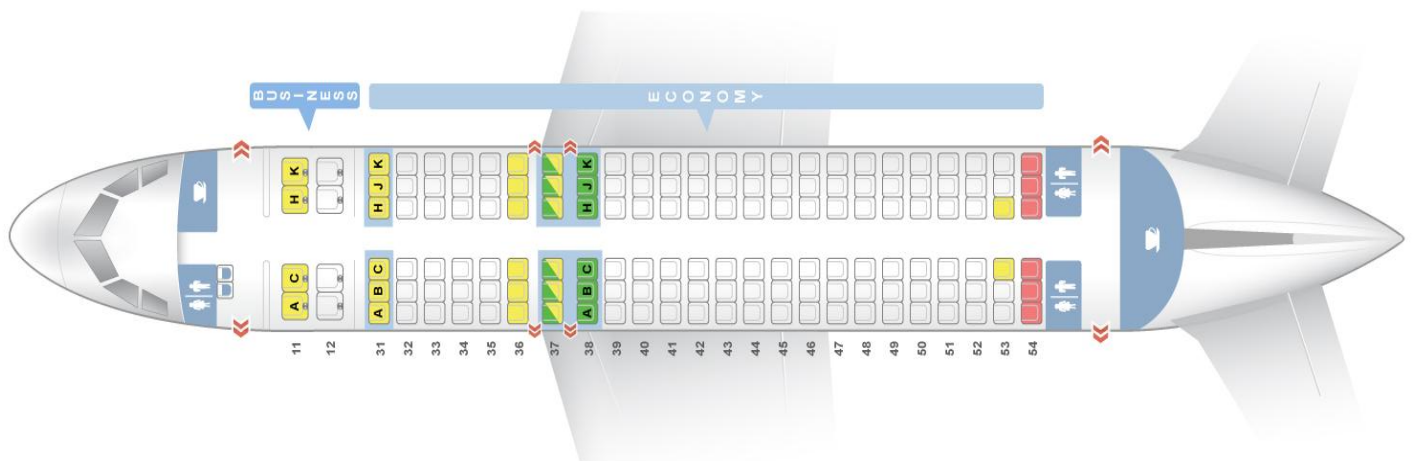 BUSINESS
ECONOMY
K K K K
H J J
H H
C C C
A B B
A A
11 12 31 32 33 34 35 36 37 38 39 40 41 42 43 44 45 46 47 48 49 50 51 52 53 54